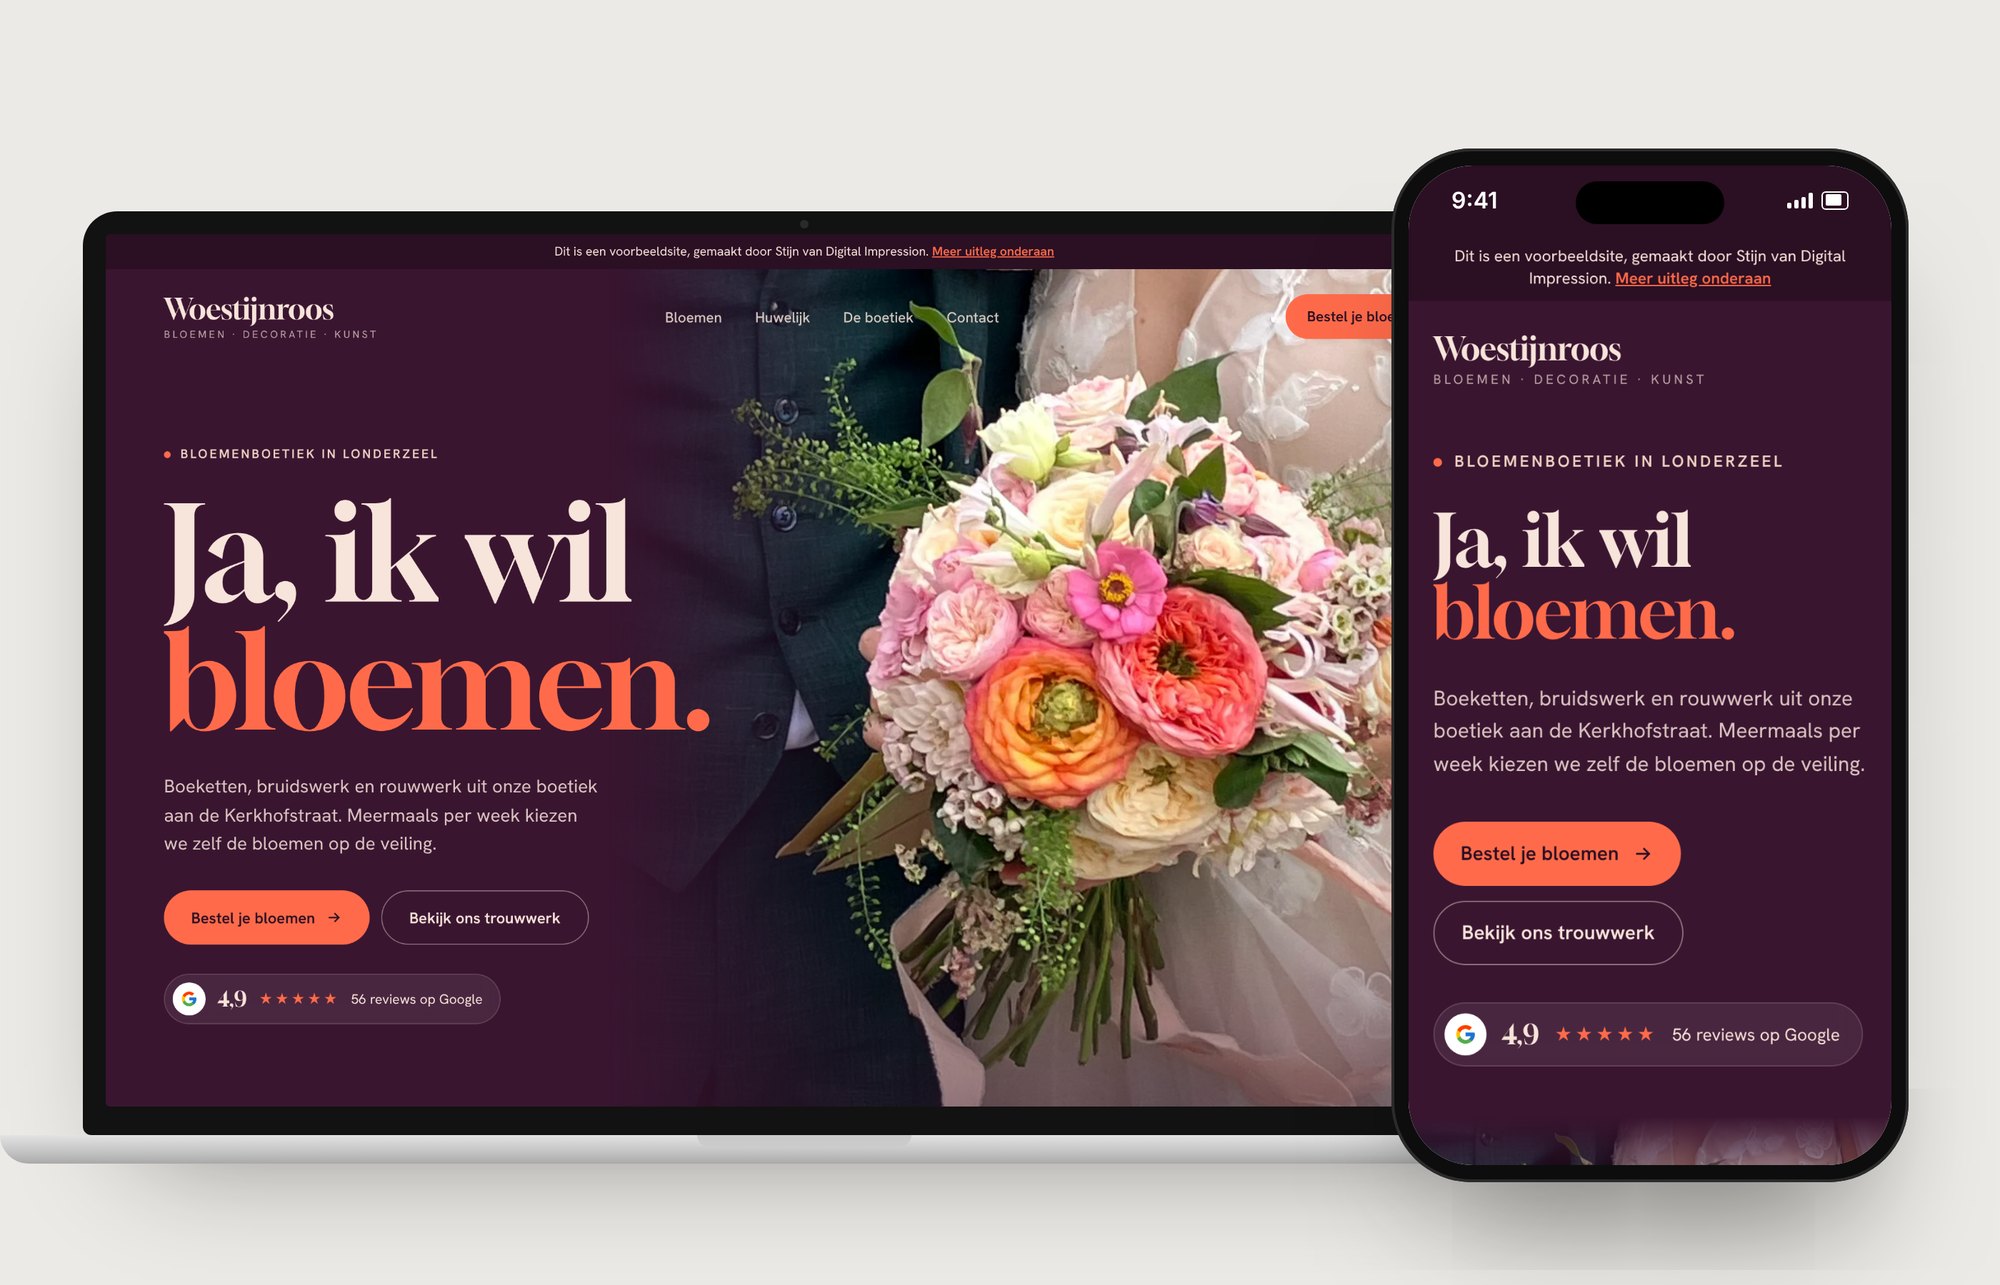 Dit is een voorbeeldsite, gemaakt door Stijn van Digital Impression. Meer uitleg onderaan
Woestijnroos
BLOEMEN · DECORATIE · KUNST
Bloemen Huwelijk De boetiek Contact
Bestel je
BLOEMENBOETIEK IN LONDERZEEL
Ja, ik wil
bloemen.
Boeketten, bruidswerk en rouwwerk uit onze boetiek
aan de Kerkhofstraat. Meermaals per week kiezen
we zelf de bloemen op de veiling.
Bestel je bloemen → Bekijk ons trouwwerk
G 4,9 ★★★★★ 56 reviews op Google
9:41
Dit is een voorbeeldsite, gemaakt door Stijn van Digital
Impression. Meer uitleg onderaan
Woestijnroos
BLOEMEN · DECORATIE · KUNST
BLOEMENBOETIEK IN LONDERZEEL
Ja, ik wil
bloemen.
Boeketten, bruidswerk en rouwwerk uit onze
boetiek aan de Kerkhofstraat. Meermaals per
week kiezen we zelf de bloemen op de veiling.
Bestel je bloemen →
Bekijk ons trouwwerk
G 4,9 ★★★★★ 56 reviews op Google